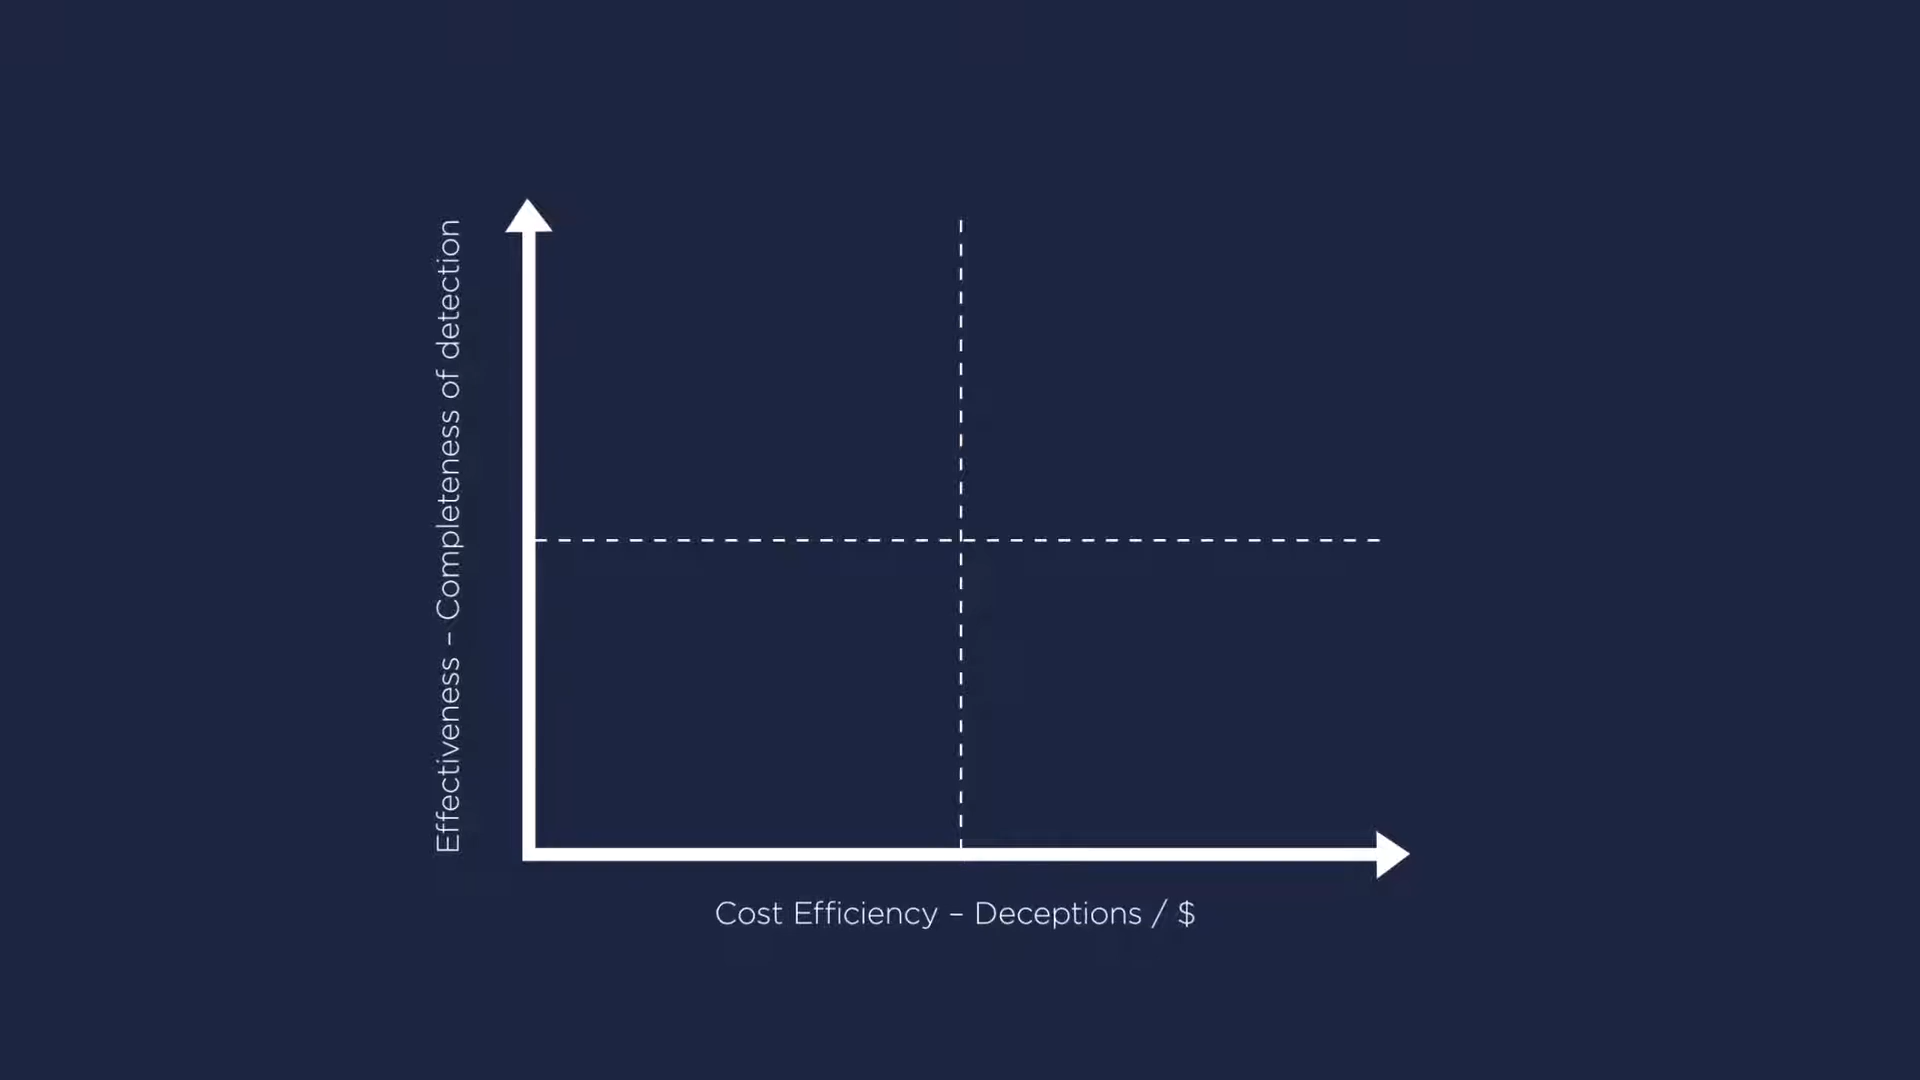 Effectiveness – Completeness of detection
Cost Efficiency – Deceptions / $